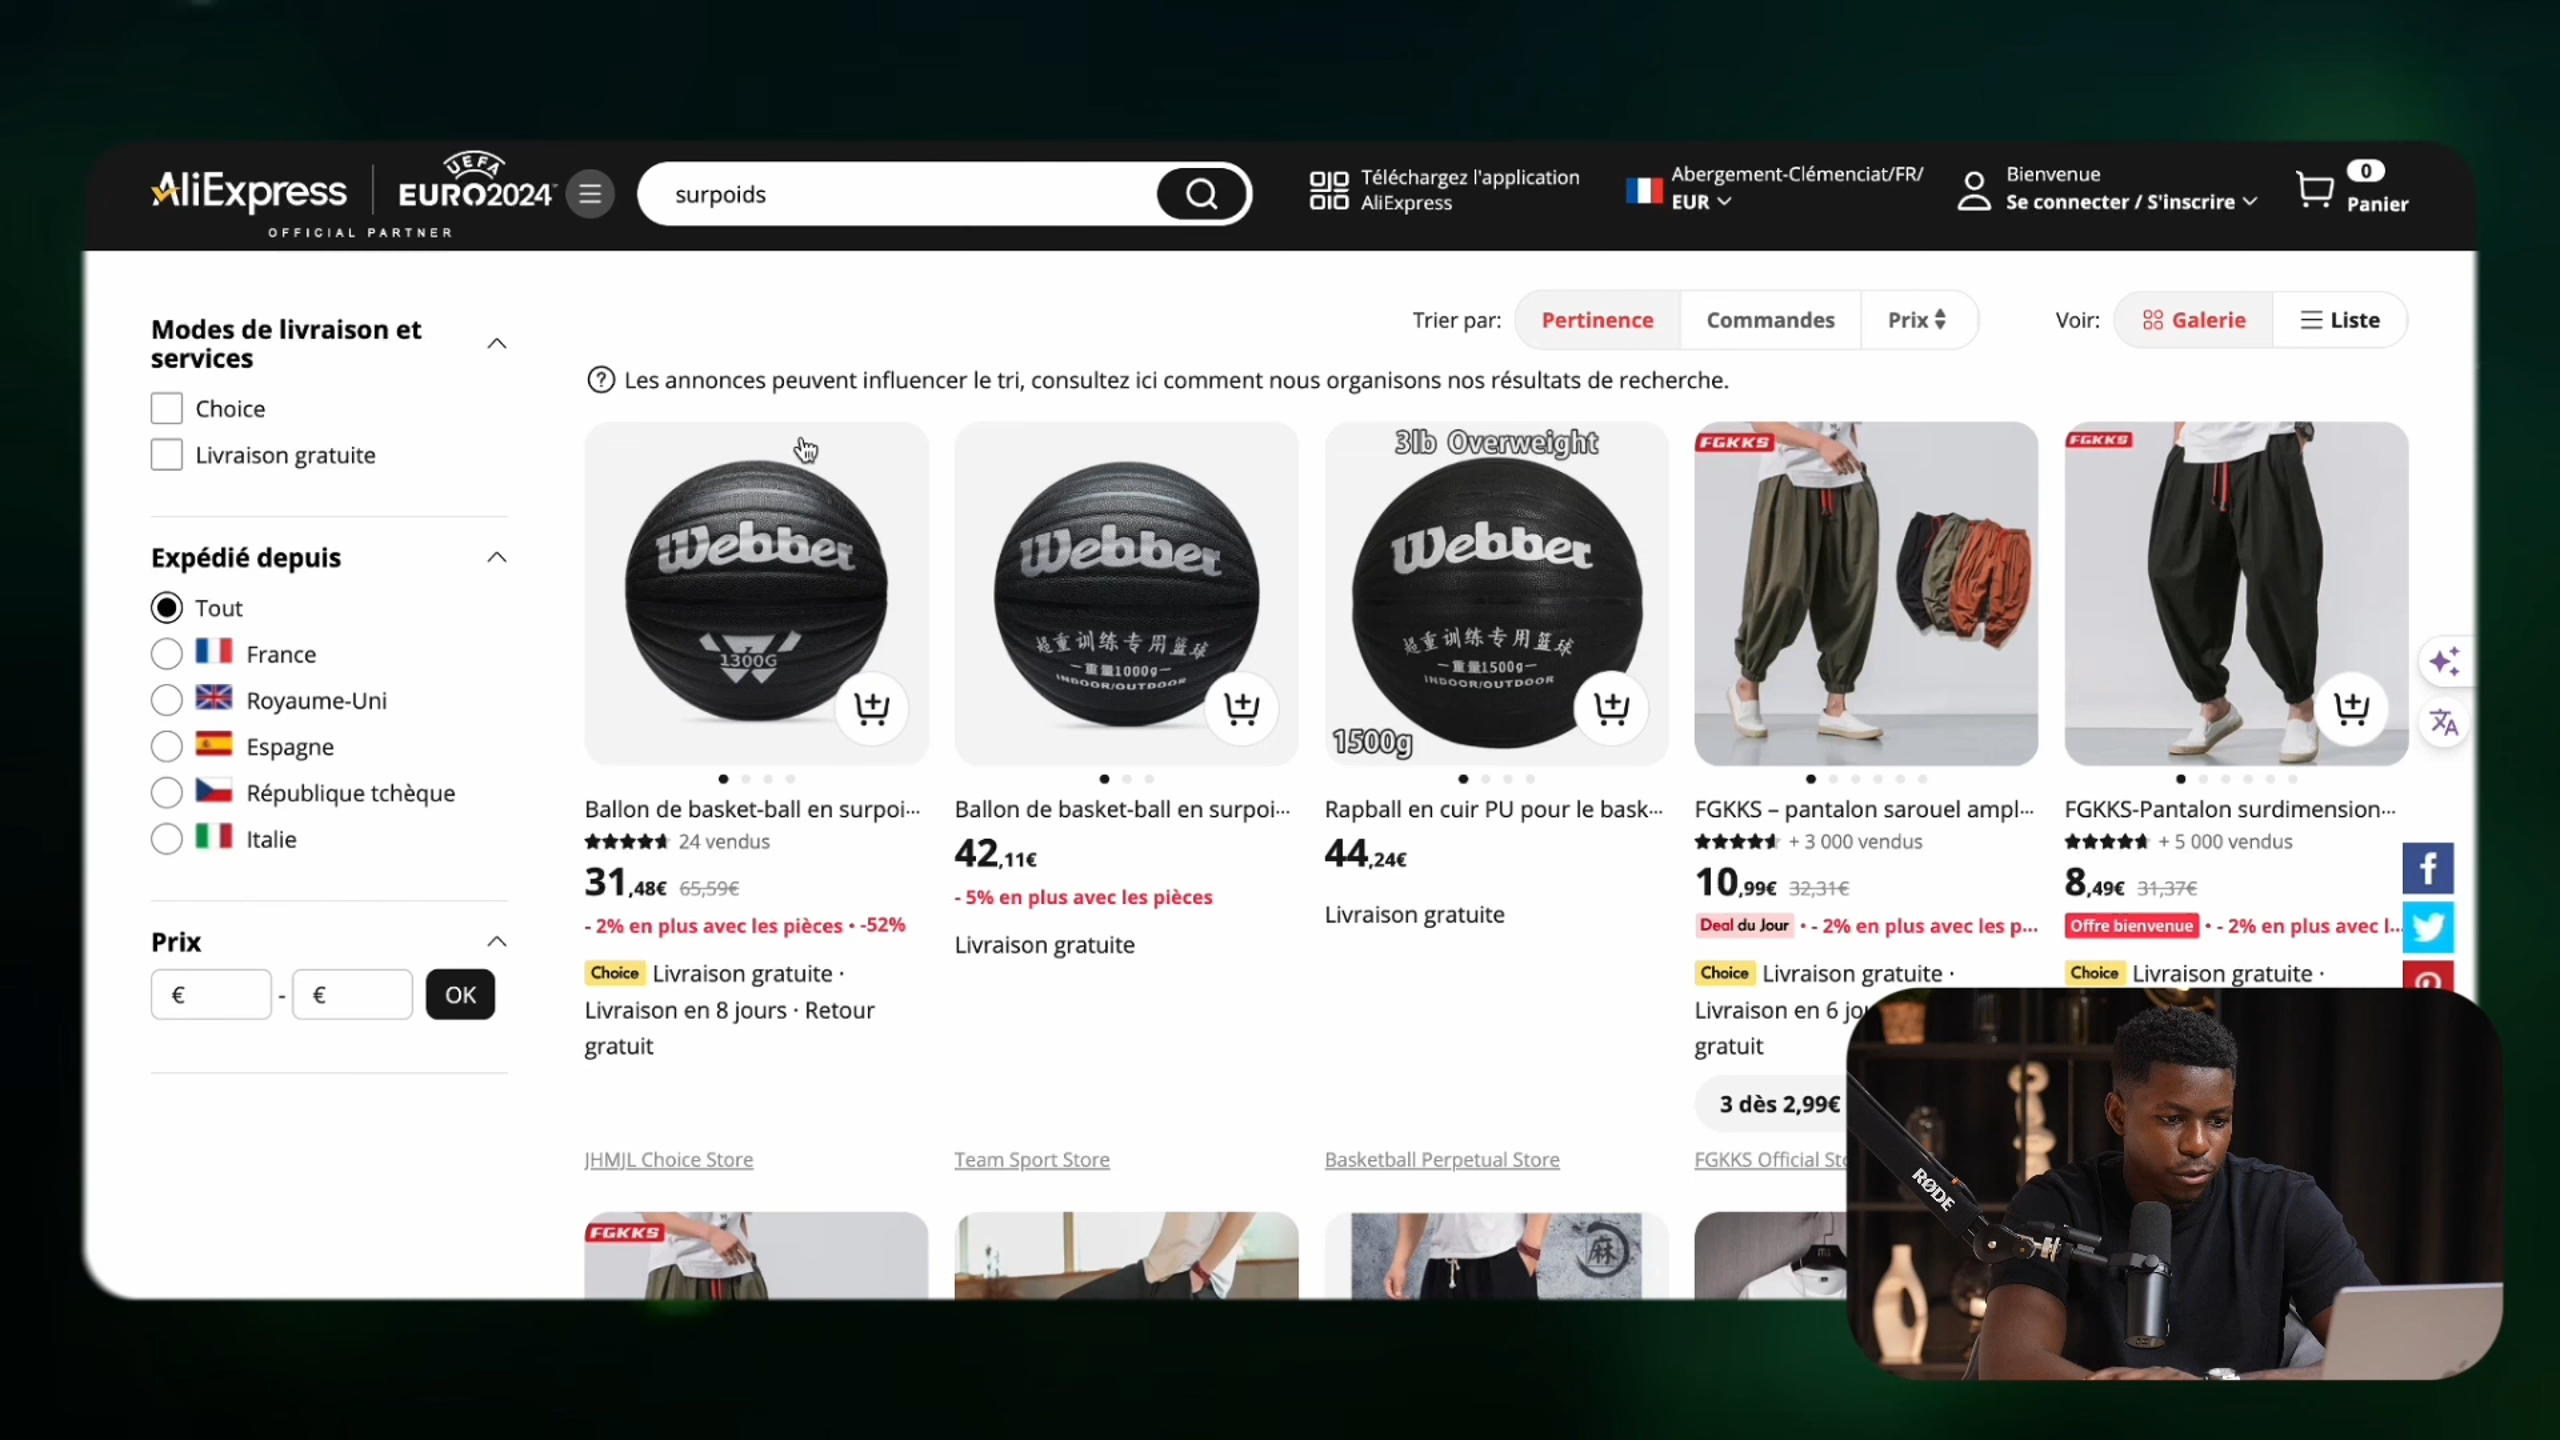 AliExpress
UEFA
EURO2024
OFFICIAL PARTNER
surpoids
Téléchargez l'application
AliExpress
Abergement-Clémenciat/FR/
EUR
Bienvenue
Se connecter / S'inscrire
0
Panier
Modes de livraison et
services
Choice
Livraison gratuite
Expédié depuis
Tout
France
Royaume-Uni
Espagne
République tchèque
Italie
Prix
€ - € OK
Trier par: Pertinence Commandes Prix
Voir: Galerie Liste
Les annonces peuvent influencer le tri, consultez ici comment nous organisons nos résultats de recherche.
Webber
1300G
Ballon de basket-ball en surpoi...
24 vendus
31,48€ 65,59€
- 2% en plus avec les pièces • -52%
Choice Livraison gratuite ·
Livraison en 8 jours · Retour
gratuit
JHMJL Choice Store
Webber
超重训练专用篮球
重量1000g
INDOOR/OUTDOOR
Ballon de basket-ball en surpoi...
42,11€
- 5% en plus avec les pièces
Livraison gratuite
Team Sport Store
3lb Overweight
Webber
超重训练专用篮球
重量1500g
INDOOR/OUTDOOR
1500g
Rapball en cuir PU pour le bask...
44,24€
Livraison gratuite
Basketball Perpetual Store
FGKKS
FGKKS – pantalon sarouel ampl...
+ 3 000 vendus
10,99€ 32,31€
Deal du Jour • - 2% en plus avec les p...
Choice Livraison gratuite ·
Livraison en 6 jou
gratuit
3 dès 2,99€
FGKKS Official Sto
FGKKS
FGKKS-Pantalon surdimension...
+ 5 000 vendus
8,49€ 31,37€
Offre bienvenue • - 2% en plus avec l...
Choice Livraison gratuite ·
FGKKS
麻
RØDE